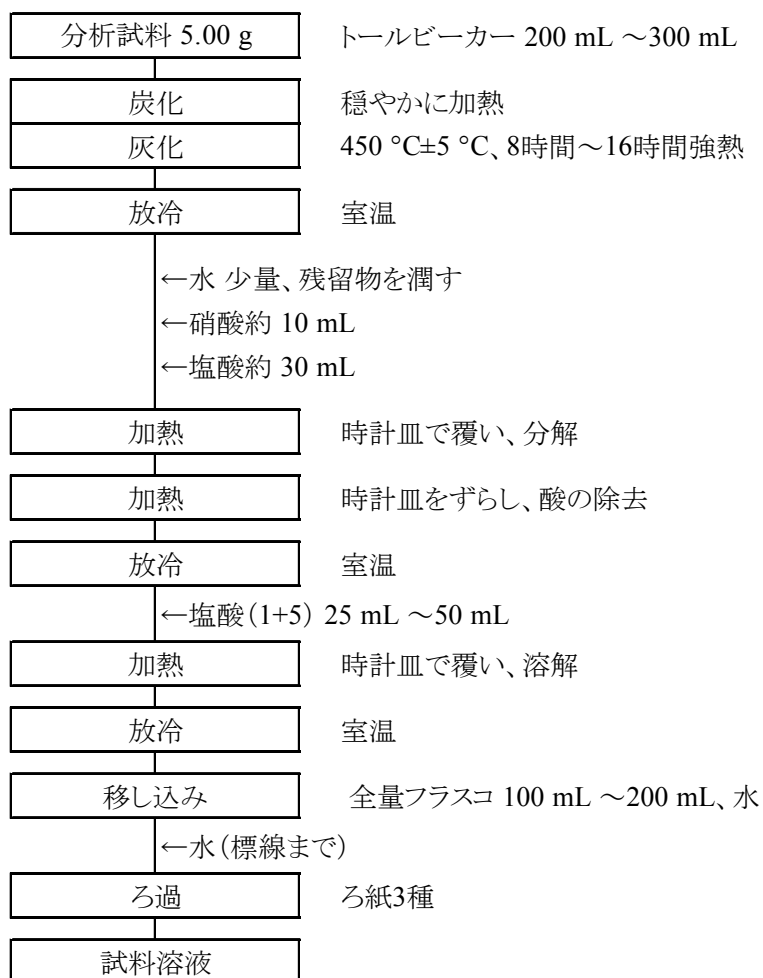 分析試料 5.00 g トールビーカー 200 mL ～300 mL
炭化 穏やかに加熱
灰化 450 °C±5 °C、8時間～16時間強熱
放冷 室温
←水 少量、残留物を潤す
←硝酸約 10 mL
←塩酸約 30 mL
加熱 時計皿で覆い、分解
加熱 時計皿をずらし、酸の除去
放冷 室温
←塩酸（1+5） 25 mL ～50 mL
加熱 時計皿で覆い、溶解
放冷 室温
移し込み 全量フラスコ 100 mL ～200 mL、水
←水（標線まで）
ろ過 ろ紙3種
試料溶液